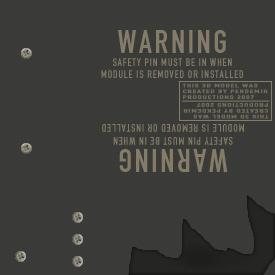 WARNING
SAFETY PIN MUST BE IN WHEN
MODULE IS REMOVED OR INSTALLED
THIS 3D MODEL WAS
CREATED BY PENDEMIR
PRODUCTIONS 2007
THIS 3D MODEL WAS
CREATED BY PENDEMIR
PRODUCTIONS 2007
WARNING
SAFETY PIN MUST BE IN WHEN
MODULE IS REMOVED OR INSTALLED